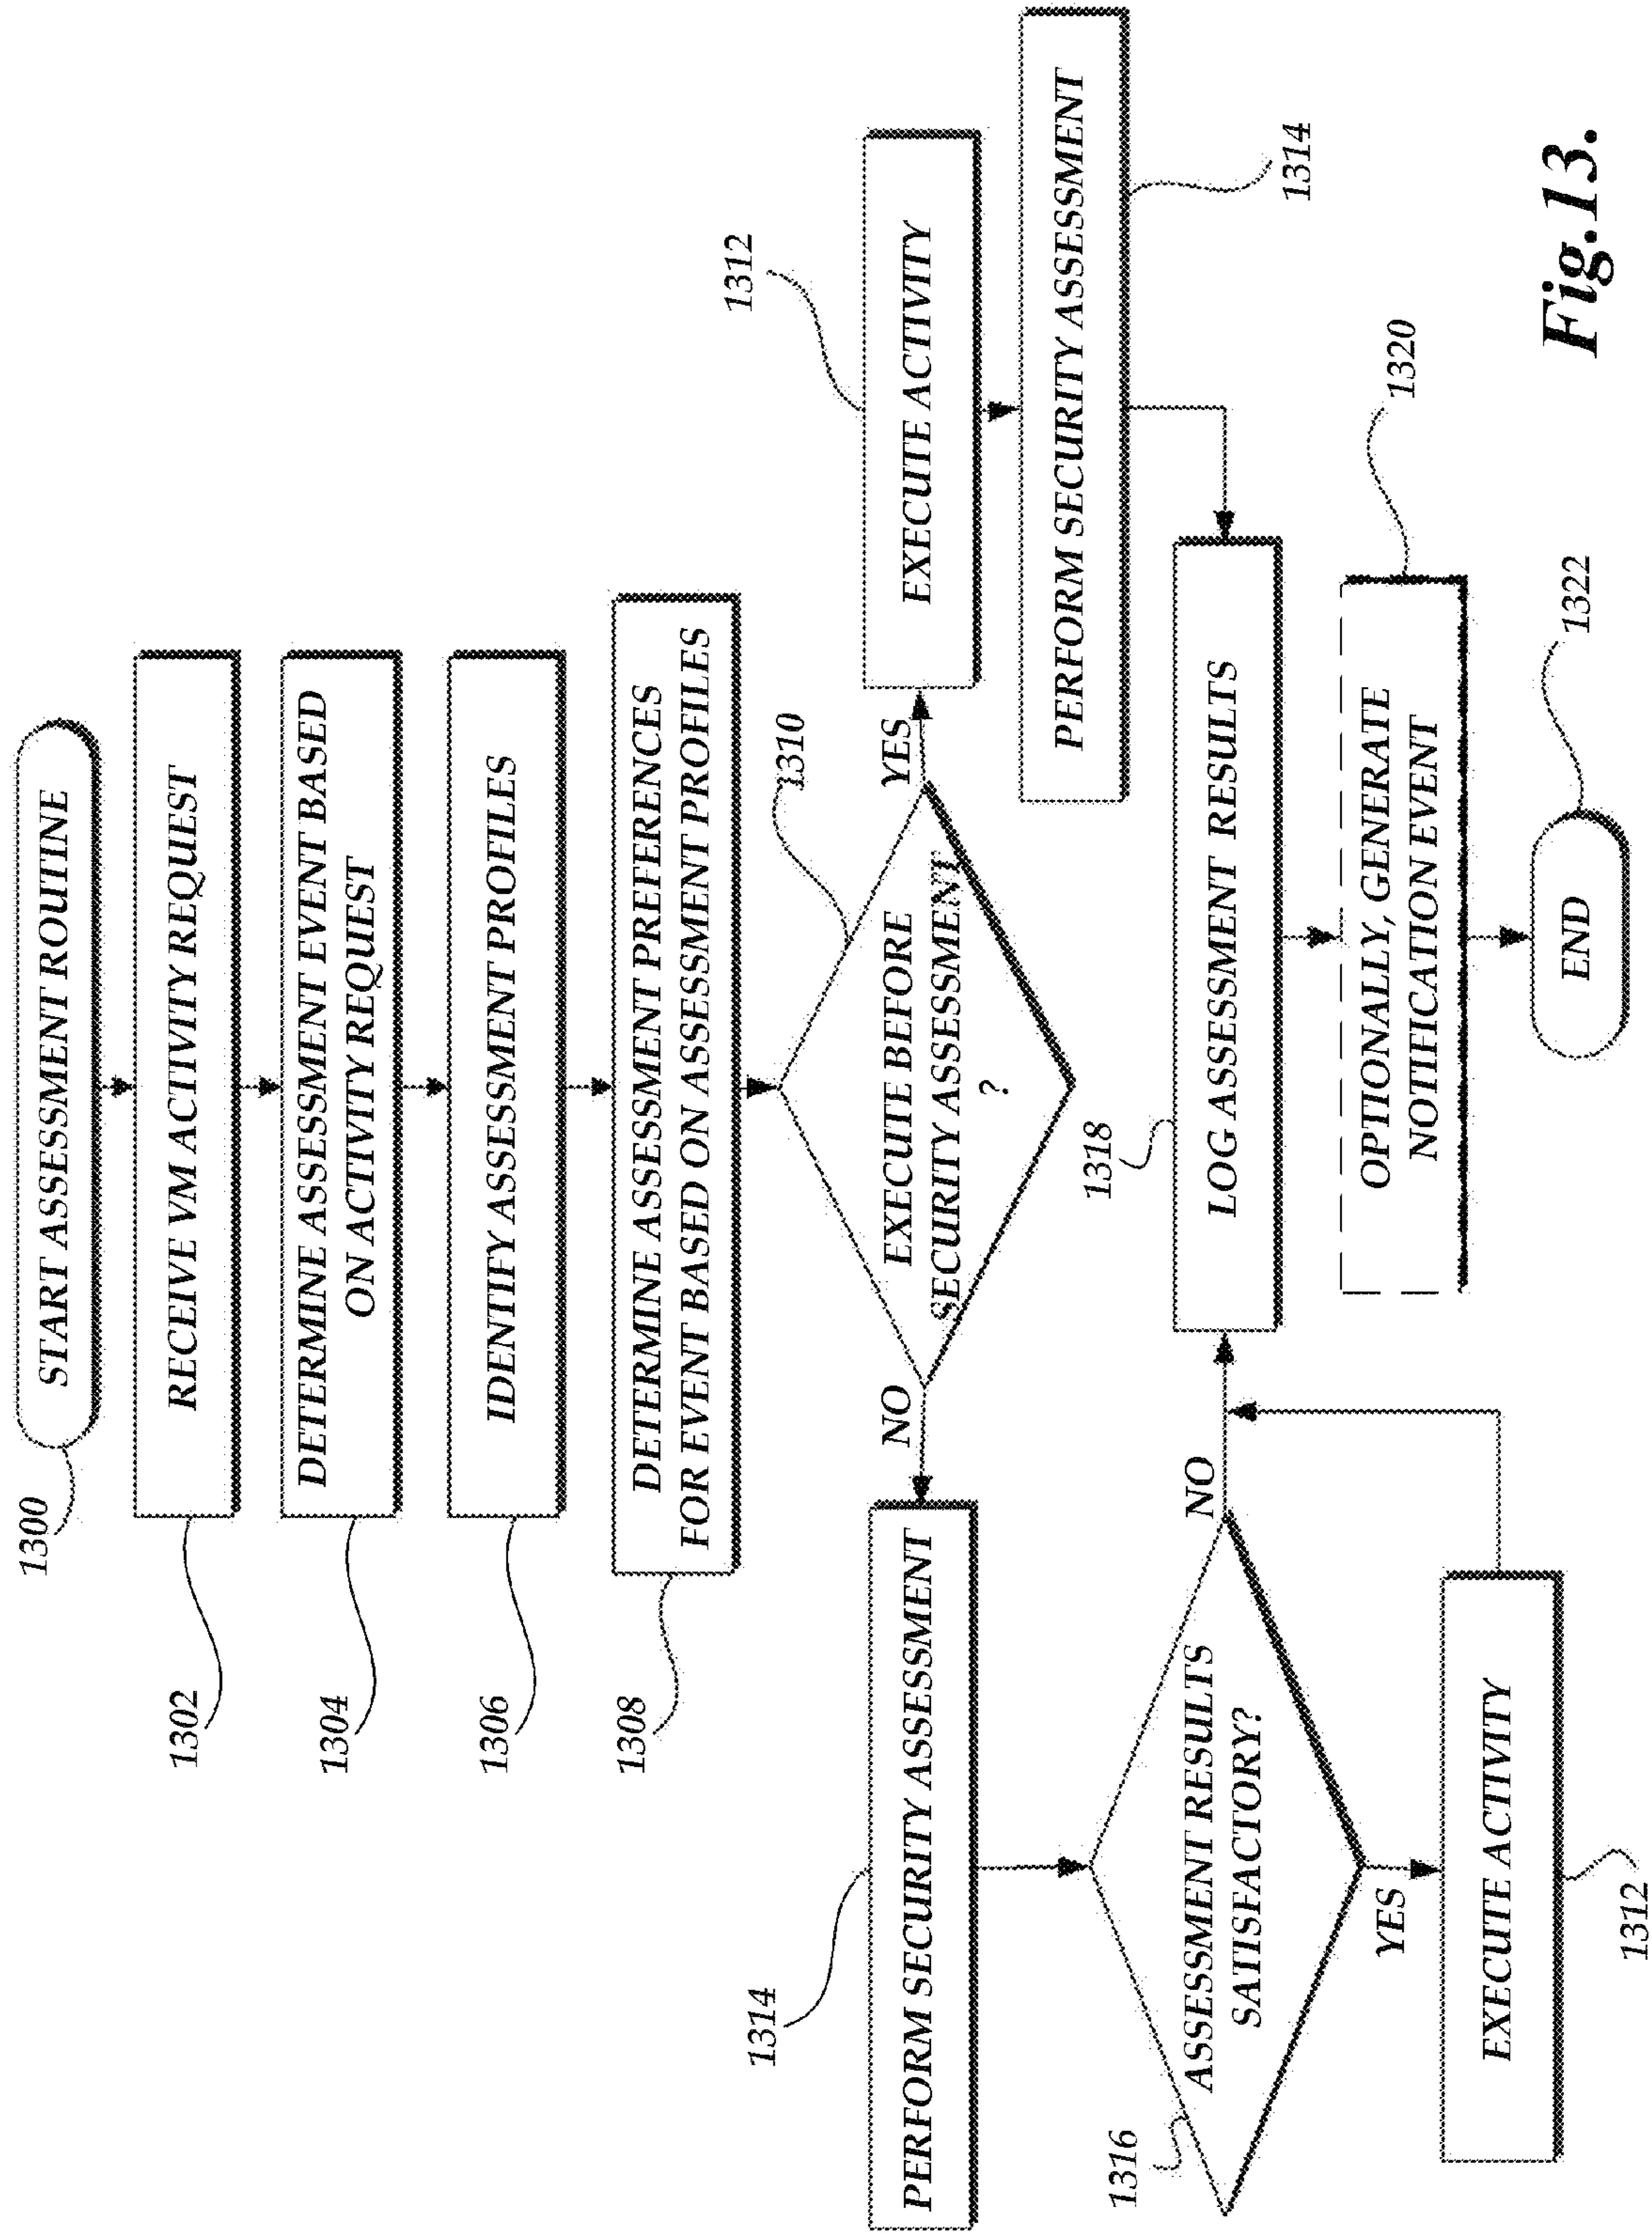 1300
START ASSESSMENT ROUTINE
1302
RECEIVE VM ACTIVITY REQUEST
1304
DETERMINE ASSESSMENT EVENT BASED
ON ACTIVITY REQUEST
1306
IDENTIFY ASSESSMENT PROFILES
1308
DETERMINE ASSESSMENT PREFERENCES
FOR EVENT BASED ON ASSESSMENT PROFILES
1310
EXECUTE BEFORE
SECURITY ASSESSMENT
?
NO
YES
1314
PERFORM SECURITY ASSESSMENT
1312
EXECUTE ACTIVITY
PERFORM SECURITY ASSESSMENT
1314
1316
ASSESSMENT RESULTS
SATISFACTORY?
NO
YES
EXECUTE ACTIVITY
1312
1318
LOG ASSESSMENT RESULTS
OPTIONALLY, GENERATE
NOTIFICATION EVENT
1320
END
1322
Fig.13.